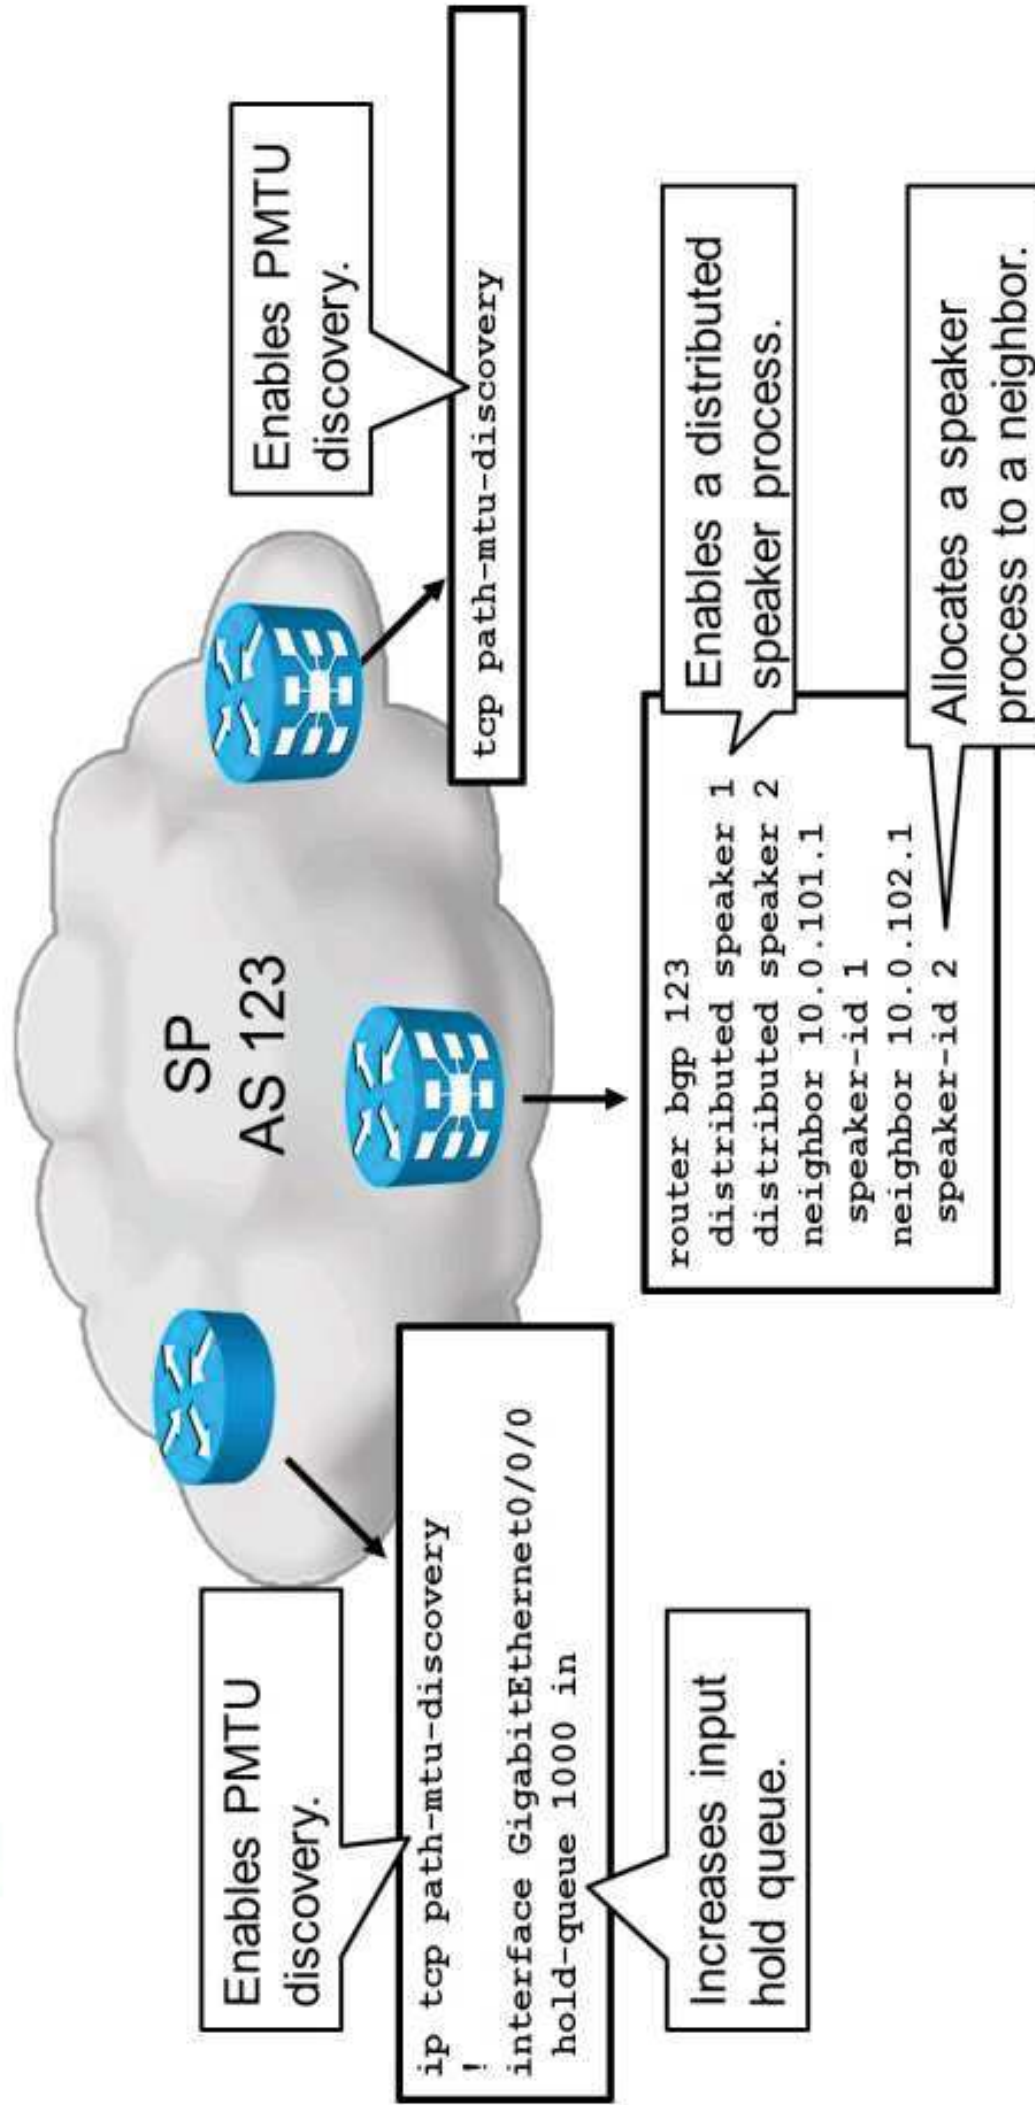 SP
AS 123
Enables PMTU
discovery.
ip tcp path-mtu-discovery
!
interface GigabitEthernet0/0/0
hold-queue 1000 in
Increases input
hold queue.
router bgp 123
distributed speaker 1
distributed speaker 2
neighbor 10.0.101.1
speaker-id 1
neighbor 10.0.102.1
speaker-id 2
Enables a distributed
speaker process.
Allocates a speaker
process to a neighbor.
Enables PMTU
discovery.
tcp path-mtu-discovery